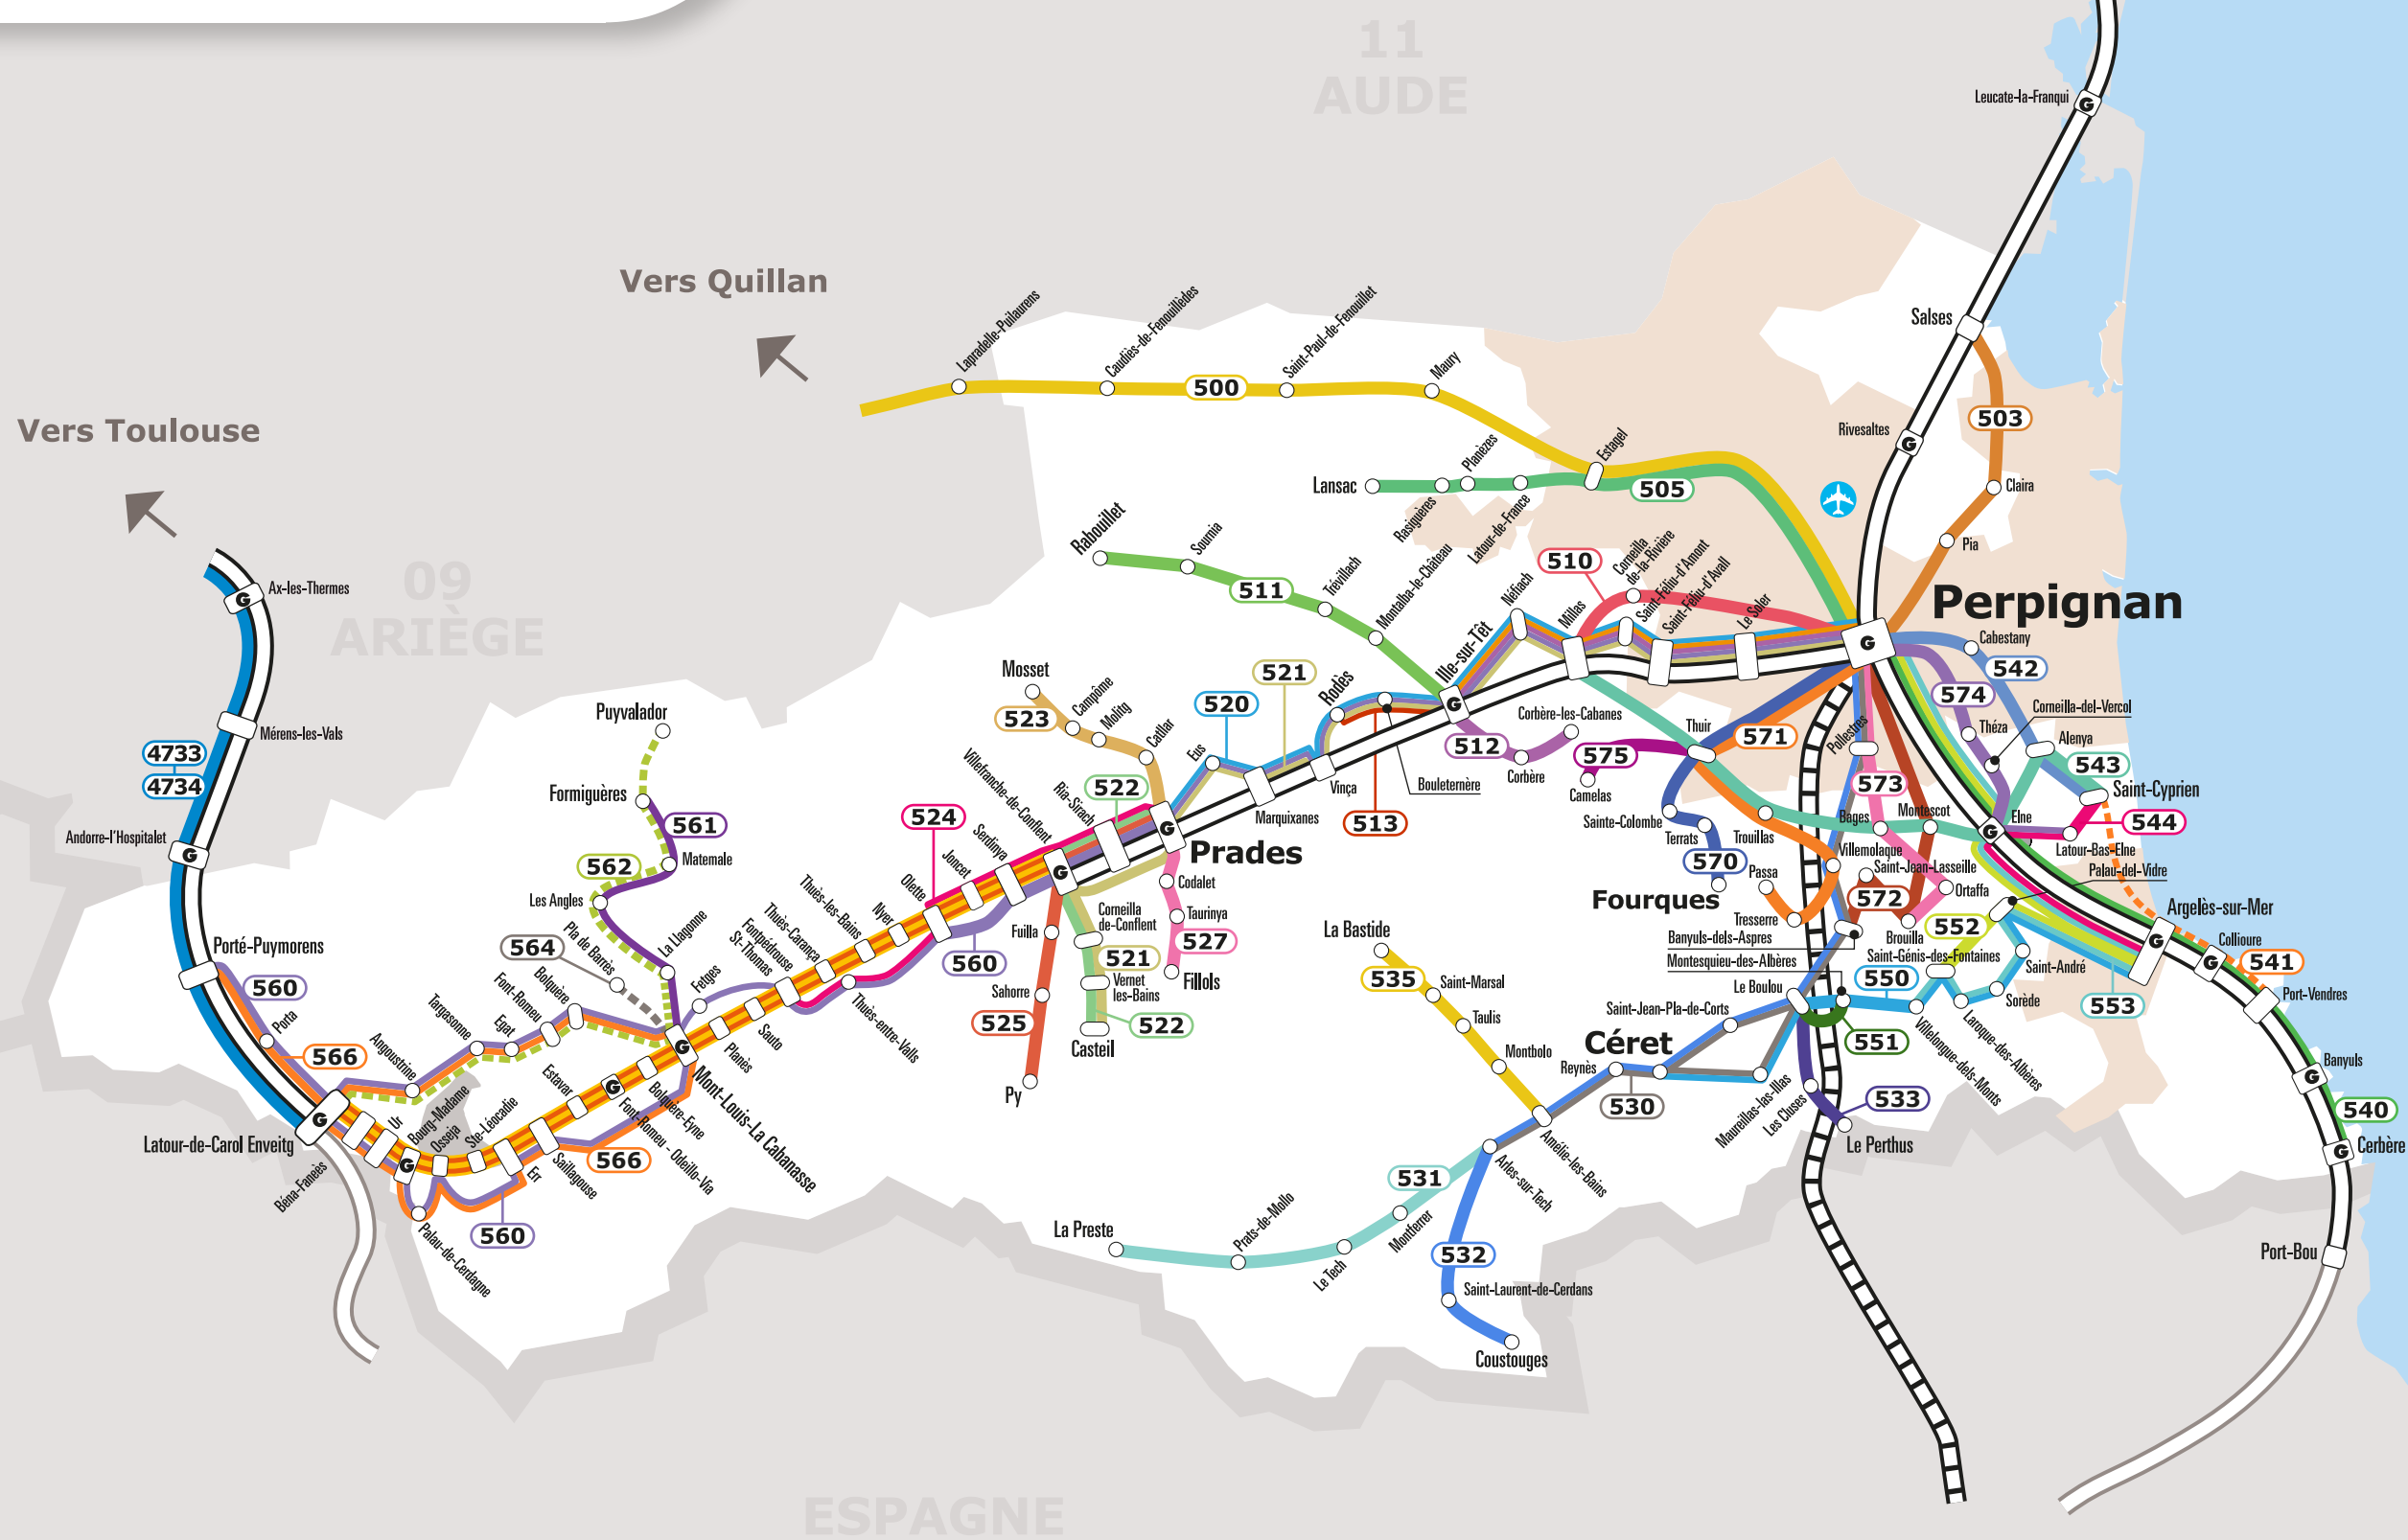 11
AUDE
Leucate-la-Franqui
Vers Quillan
Lapradelle-Puilaurens
Caudiès-de-Fenouillèdes
Saint-Paul-de-Fenouillet
Maury
500
Salses
503
Rivesaltes
Claira
Pia
Vers Toulouse
Estagel
Planèzes
Lansac
505
Rasiguères
Latour-de-France
Rabouillet
Sournia
511
Trévillach
Montalba-le-Château
09
ARIÈGE
Ax-les-Thermes
Mérens-les-Vals
4733
4734
Andorre-l'Hospitalet
Porté-Puymorens
560
Porta
566
Latour-de-Carol Enveitg
Béna-Fanès
Ur
Bourg-Madame
Osséja
Ste-Léocadie
Err
Saillagouse
Estavar
Palau-de-Cerdagne
560
566
Angoustrine
Targasonne
Egat
Font-Romeu
Bolquère
Pla de Barrès
564
Puyvalador
Formiguères
561
562
Matemale
Les Angles
La Llagonne
Fetges
Font-Romeu - Odeillo-Via
Bolquère-Eyne
Mont-Louis-La Cabanasse
Planès
Sauto
Fontpédrouse
St-Thomas
Thuès-Carança
Thuès-les-Bains
Nyer
Olette
Joncet
Serdinya
Villefranche-de-Conflent
Ria-Sirach
Thuès-entre-Valls
524
560
Mosset
523
Campôme
Molitg
Catllar
Eus
520
521
522
Prades
Marquixanes
Vinça
Rodès
Bouleternère
513
Ille-sur-Têt
512
Corbère
Corbère-les-Cabanes
Néfiach
Millas
510
Corneilla
de-la-Rivière
Saint-Féliu-d'Amont
Saint-Féliu-d'Avall
Le Soler
Perpignan
Codalet
Taurinya
527
Fillols
Fuilla
Sahorre
525
Py
Corneilla
de-Conflent
521
Vernet
les-Bains
522
Casteil
Cabestany
542
574
Théza
Corneilla-del-Vercol
Alenya
543
Saint-Cyprien
544
Elne
Latour-Bas-Elne
Palau-del-Vidre
Thuir
571
575
Camelas
Sainte-Colombe
Terrats
570
Fourques
Trouillas
Passa
Tresserre
Villemolaque
Pollestres
573
Bages
Montescot
Saint-Jean-Lasseille
Ortaffa
572
Brouilla
552
Banyuls-dels-Aspres
Montesquieu-des-Albères
Saint-Génis-des-Fontaines
550
Saint-André
Sorède
Laroque-des-Albères
Villelongue-dels-Monts
553
Argelès-sur-Mer
Collioure
541
Port-Vendres
Banyuls
540
Cerbère
Port-Bou
Le Boulou
551
Saint-Jean-Pla-de-Corts
Céret
Reynès
530
Maureillas-las-Illas
Les Cluses
533
Le Perthus
La Bastide
535
Saint-Marsal
Taulis
Montbolo
Amélie-les-Bains
Arles-sur-Tech
531
Montferrer
Le Tech
Prats-de-Mollo
La Preste
532
Saint-Laurent-de-Cerdans
Coustouges
ESPAGNE